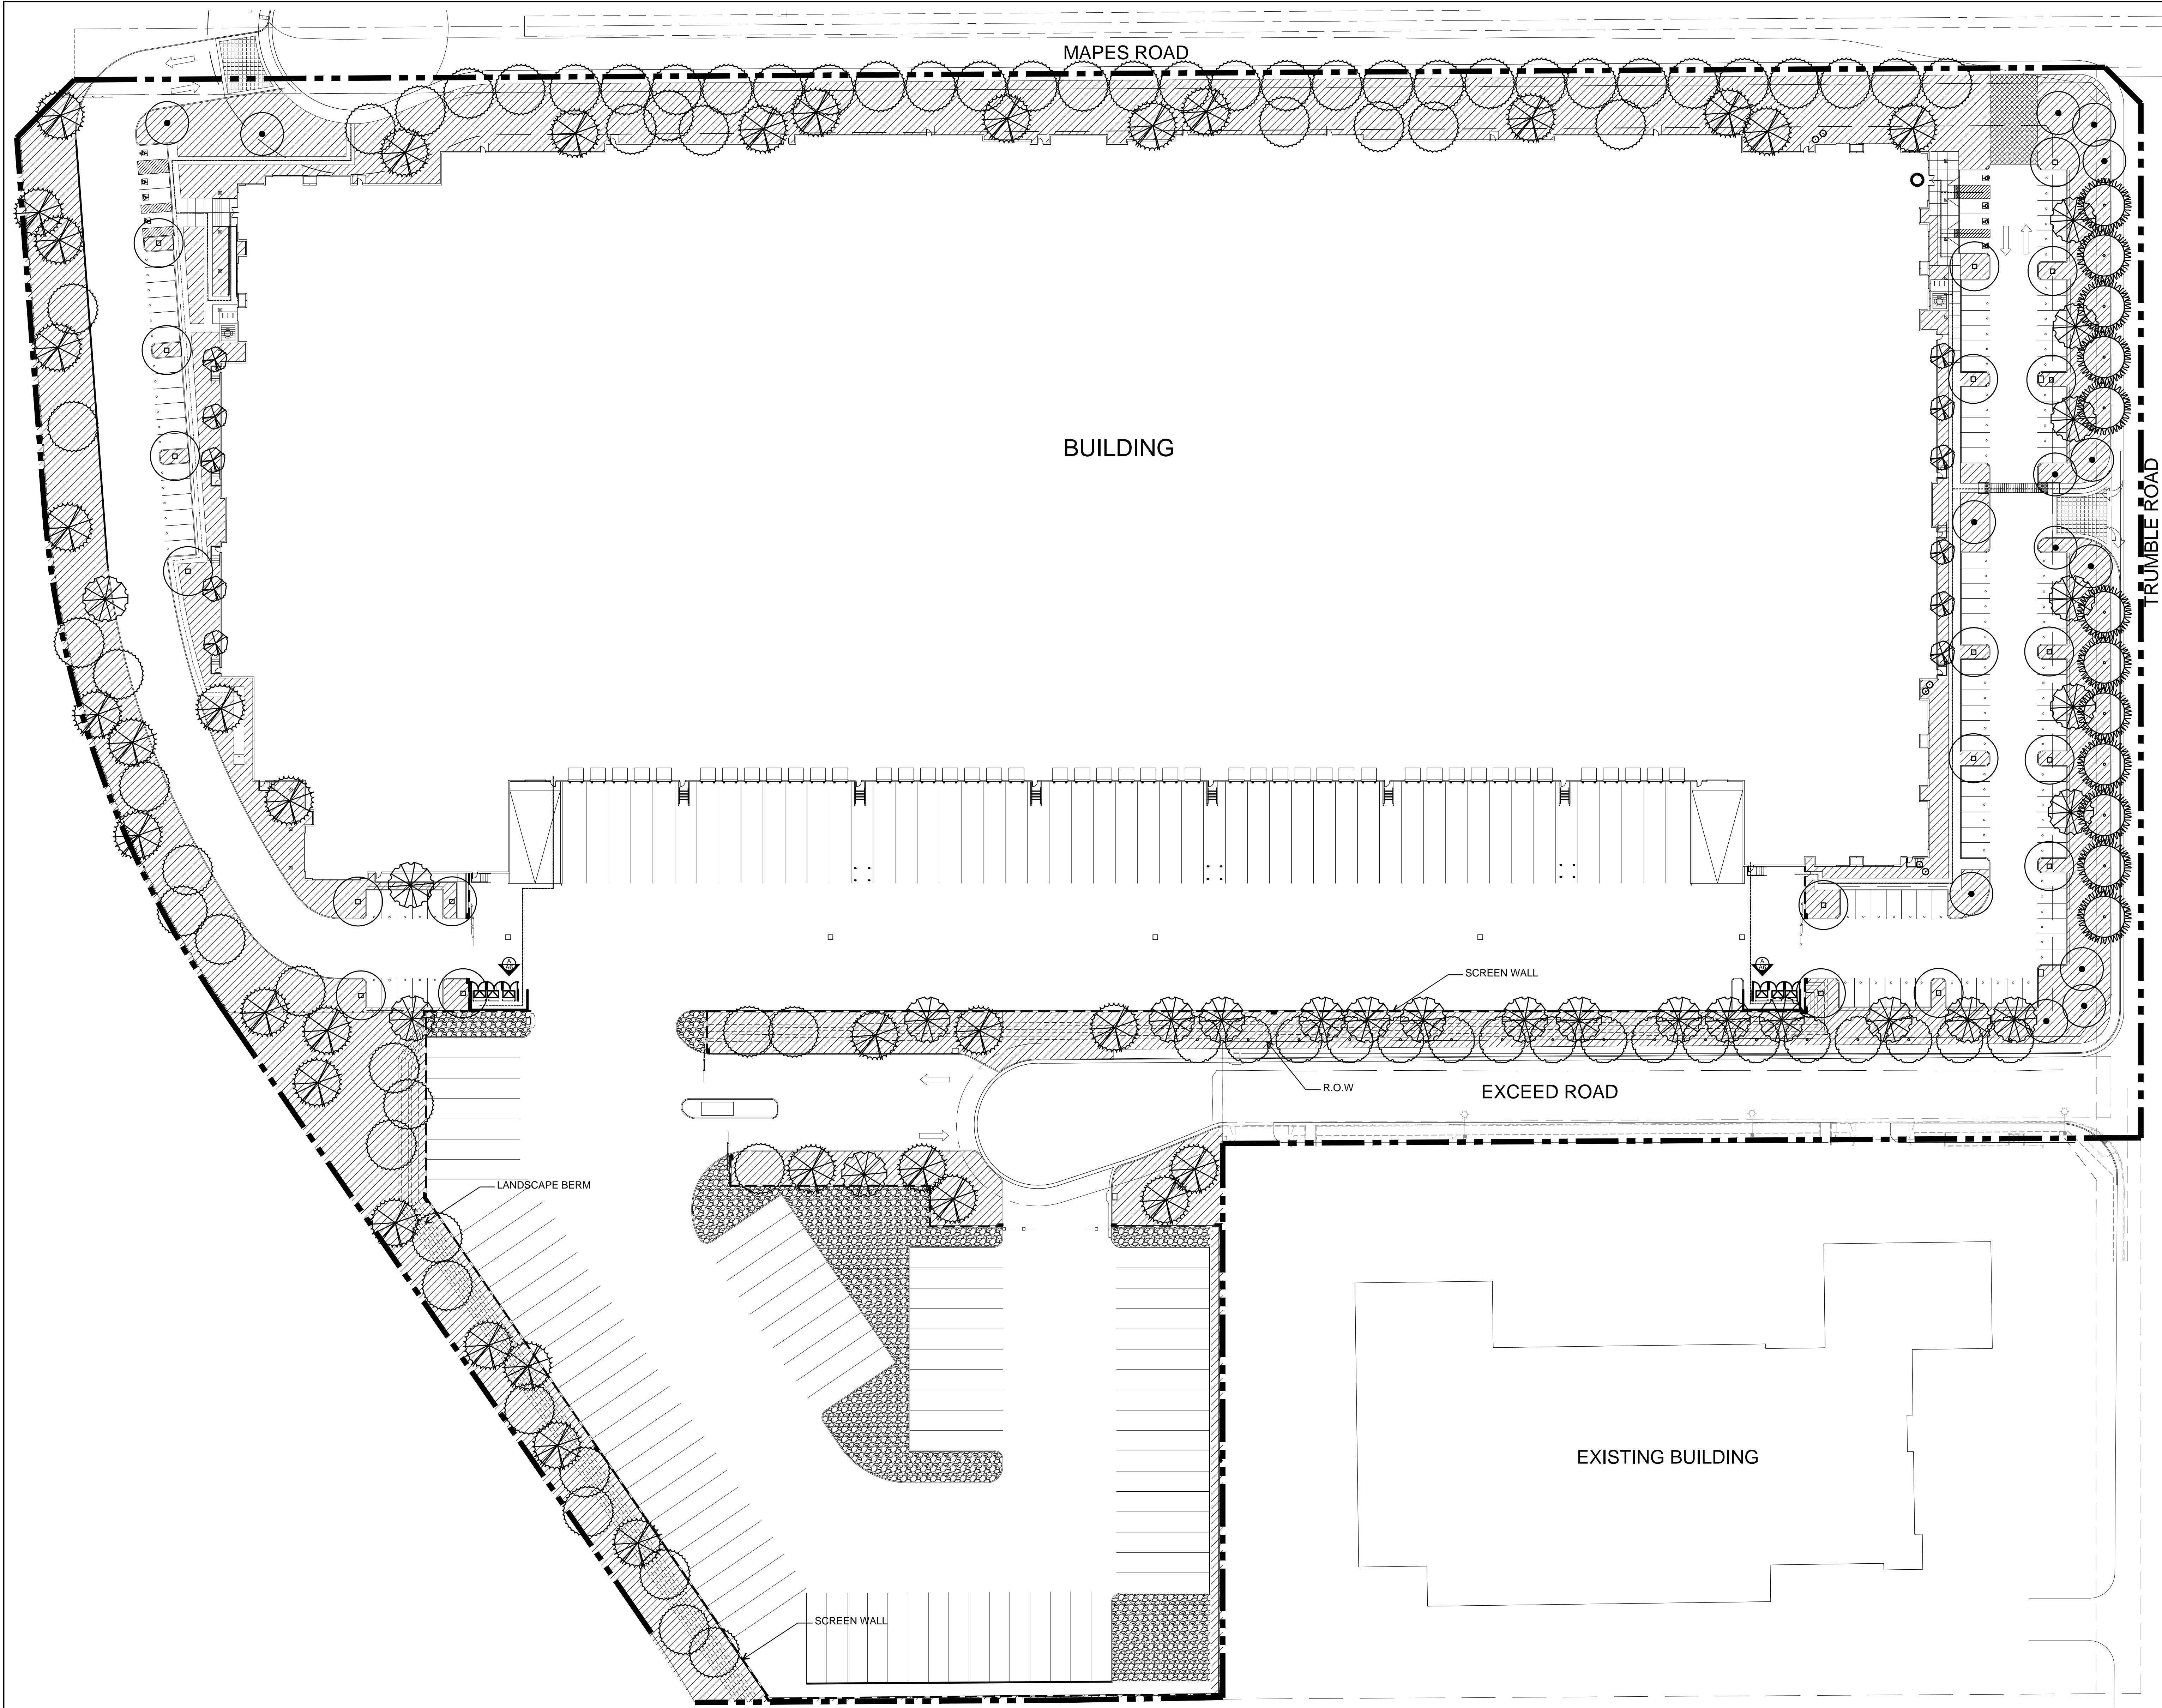 MAPES ROAD
BUILDING
TRUMBLE ROAD
SCREEN WALL
R.O.W
EXCEED ROAD
LANDSCAPE BERM
EXISTING BUILDING
SCREEN WALL